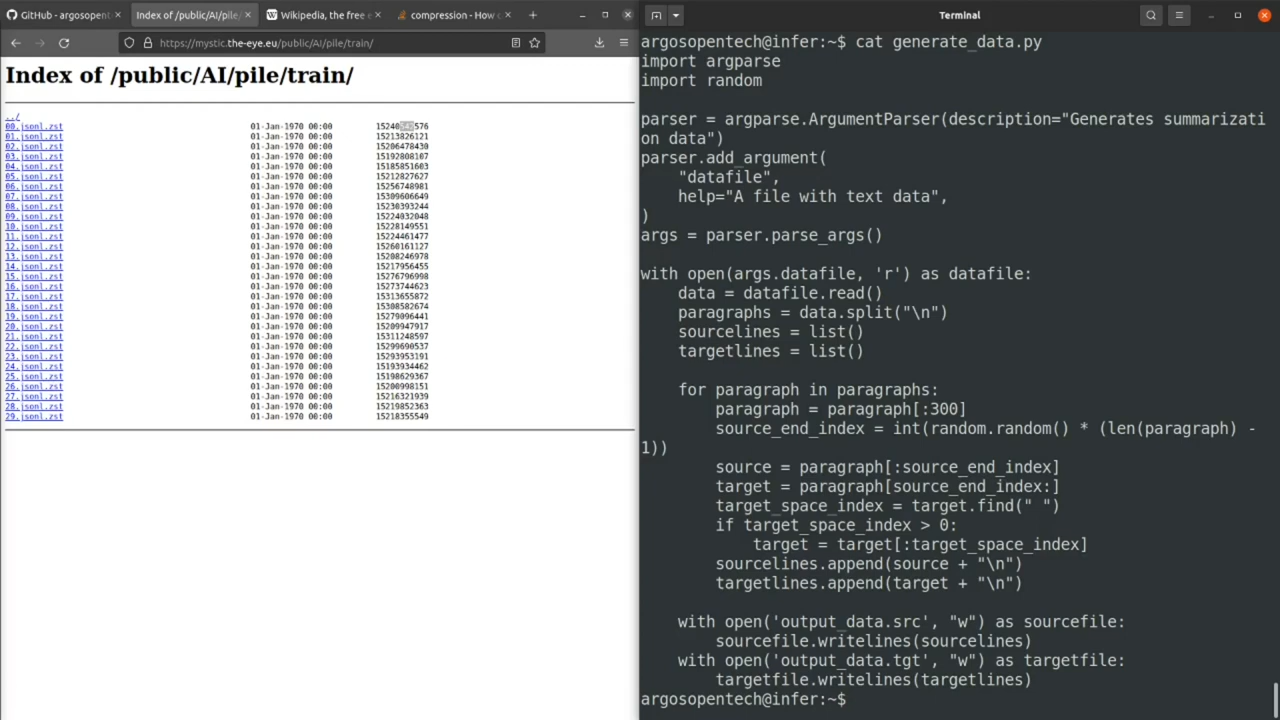 GitHub - argosopent
Index of /public/AI/pile/
Wikipedia, the free e
compression - How c
Terminal
https://mystic.the-eye.eu/public/AI/pile/train/
Index of /public/AI/pile/train/
../
00.jsonl.zst 01-Jan-1970 00:00
01.jsonl.zst 01-Jan-1970 00:00 15213826121
02.jsonl.zst 01-Jan-1970 00:00 15206478430
03.jsonl.zst 01-Jan-1970 00:00 15192808107
04.jsonl.zst 01-Jan-1970 00:00 15185851603
05.jsonl.zst 01-Jan-1970 00:00 15212827627
06.jsonl.zst 01-Jan-1970 00:00 15256748981
07.jsonl.zst 01-Jan-1970 00:00 15309606649
08.jsonl.zst 01-Jan-1970 00:00 15230393244
09.jsonl.zst 01-Jan-1970 00:00 15224032048
10.jsonl.zst 01-Jan-1970 00:00 15228149551
11.jsonl.zst 01-Jan-1970 00:00 15224461477
12.jsonl.zst 01-Jan-1970 00:00 15260161127
13.jsonl.zst 01-Jan-1970 00:00 15208246978
14.jsonl.zst 01-Jan-1970 00:00 15217956455
15.jsonl.zst 01-Jan-1970 00:00 15276796998
16.jsonl.zst 01-Jan-1970 00:00 15273744623
17.jsonl.zst 01-Jan-1970 00:00 15313655872
18.jsonl.zst 01-Jan-1970 00:00 15308582674
19.jsonl.zst 01-Jan-1970 00:00 15279096441
20.jsonl.zst 01-Jan-1970 00:00 15209947917
21.jsonl.zst 01-Jan-1970 00:00 15311248597
22.jsonl.zst 01-Jan-1970 00:00 15299690537
23.jsonl.zst 01-Jan-1970 00:00 15293953191
24.jsonl.zst 01-Jan-1970 00:00 15193934462
25.jsonl.zst 01-Jan-1970 00:00 15198629367
26.jsonl.zst 01-Jan-1970 00:00 15200998151
27.jsonl.zst 01-Jan-1970 00:00 15216321939
28.jsonl.zst 01-Jan-1970 00:00 15219852363
29.jsonl.zst 01-Jan-1970 00:00 15218355549
argosopentech@infer:~$ cat generate_data.py
import argparse
import random

parser = argparse.ArgumentParser(description="Generates summarizati
on data")
parser.add_argument(
    "datafile",
    help="A file with text data",
)
args = parser.parse_args()

with open(args.datafile, 'r') as datafile:
    data = datafile.read()
    paragraphs = data.split("\n")
    sourcelines = list()
    targetlines = list()

    for paragraph in paragraphs:
        paragraph = paragraph[:300]
        source_end_index = int(random.random() * (len(paragraph) -
1))
        source = paragraph[:source_end_index]
        target = paragraph[source_end_index:]
        target_space_index = target.find(" ")
        if target_space_index > 0:
            target = target[:target_space_index]
        sourcelines.append(source + "\n")
        targetlines.append(target + "\n")

    with open('output_data.src', "w") as sourcefile:
        sourcefile.writelines(sourcelines)
    with open('output_data.tgt', "w") as targetfile:
        targetfile.writelines(targetlines)
argosopentech@infer:~$